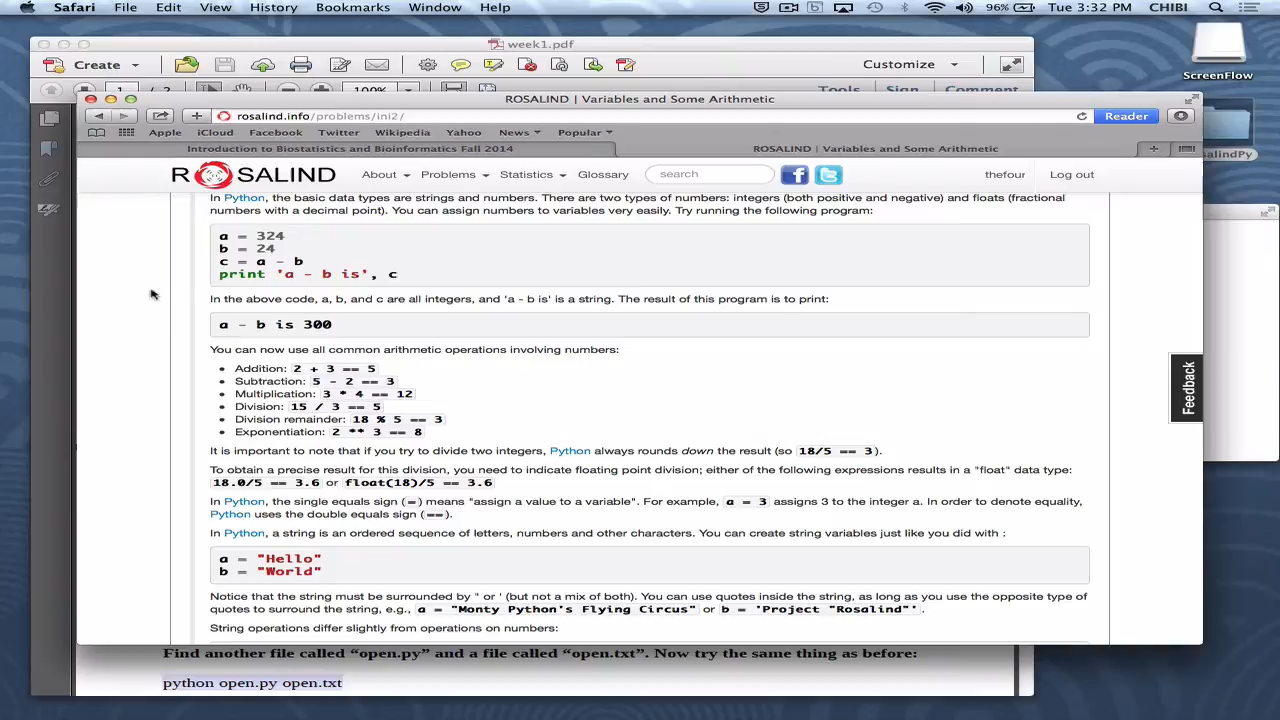 Safari File Edit View History Bookmarks Window Help 96% Tue 3:32 PM CHIBI
week1.pdf
Create Customize
1 / 2 100% Tools Sign Comment
ROSALIND | Variables and Some Arithmetic
rosalind.info/problems/ini2/ Reader
Apple iCloud Facebook Twitter Wikipedia Yahoo News Popular
Introduction to Biostatistics and Bioinformatics Fall 2014 ROSALIND | Variables and Some Arithmetic
ROSALIND About Problems Statistics Glossary search thefour Log out
In Python, the basic data types are strings and numbers. There are two types of numbers: integers (both positive and negative) and floats (fractional
numbers with a decimal point). You can assign numbers to variables very easily. Try running the following program:
a = 324
b = 24
c = a - b
print 'a - b is', c
In the above code, a, b, and c are all integers, and 'a - b is' is a string. The result of this program is to print:
a - b is 300
You can now use all common arithmetic operations involving numbers:
• Addition: 2 + 3 == 5
• Subtraction: 5 - 2 == 3
• Multiplication: 3 * 4 == 12
• Division: 15 / 3 == 5
• Division remainder: 18 % 5 == 3
• Exponentiation: 2 ** 3 == 8
It is important to note that if you try to divide two integers, Python always rounds down the result (so 18/5 == 3).
To obtain a precise result for this division, you need to indicate floating point division; either of the following expressions results in a "float" data type:
18.0/5 == 3.6 or float(18)/5 == 3.6
In Python, the single equals sign (=) means "assign a value to a variable". For example, a = 3 assigns 3 to the integer a. In order to denote equality,
Python uses the double equals sign (==).
In Python, a string is an ordered sequence of letters, numbers and other characters. You can create string variables just like you did with :
a = "Hello"
b = "World"
Notice that the string must be surrounded by " or ' (but not a mix of both). You can use quotes inside the string, as long as you use the opposite type of
quotes to surround the string, e.g., a = "Monty Python's Flying Circus" or b = 'Project "Rosalind"'.
String operations differ slightly from operations on numbers:
Feedback
ScreenFlow
salindPy
Find another file called “open.py” and a file called “open.txt”. Now try the same thing as before:
python open.py open.txt